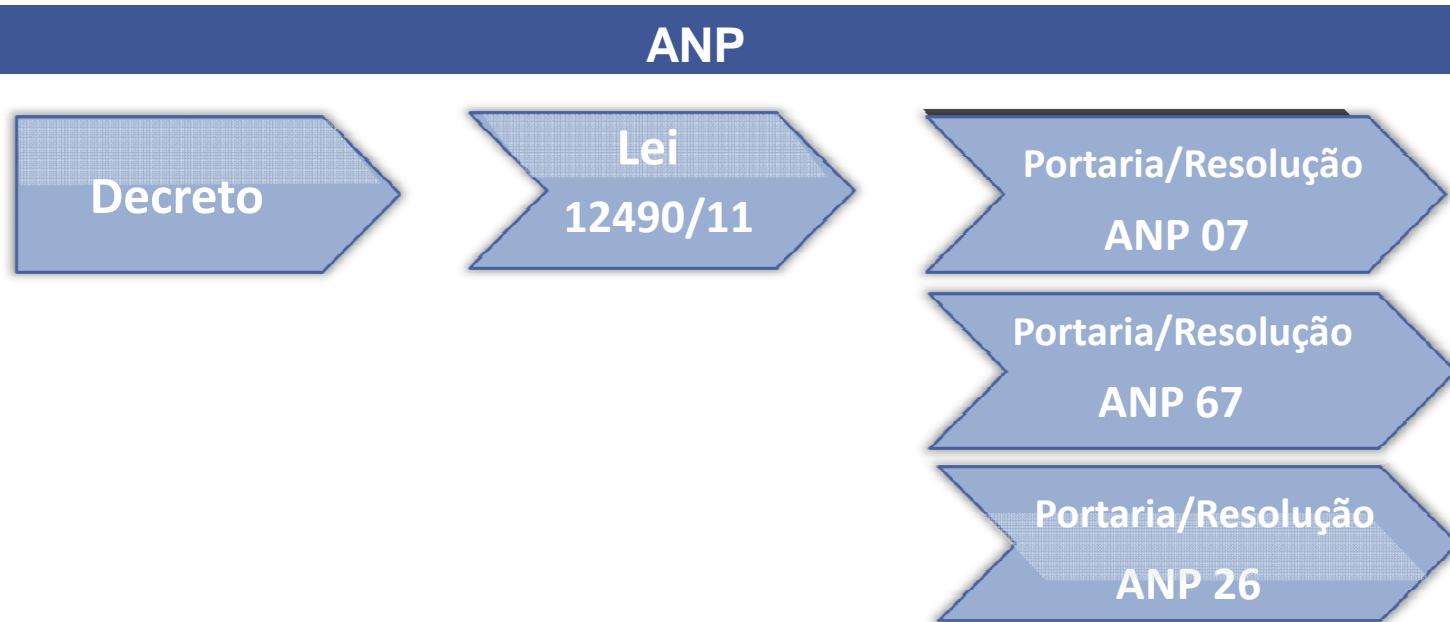 ANP
Decreto
Lei
12490/11
Portaria/Resolução
ANP 07
Portaria/Resolução
ANP 67
Portaria/Resolução
ANP 26